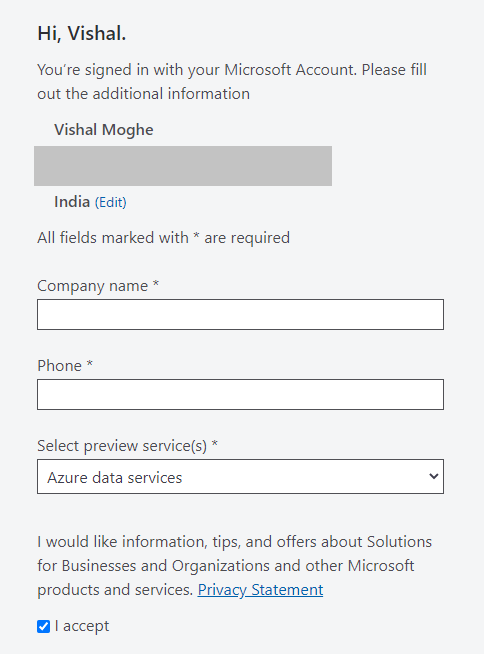 Hi, Vishal.
You’re signed in with your Microsoft Account. Please fill
out the additional information
Vishal Moghe
India (Edit)
All fields marked with * are required
Company name *
Phone *
Select preview service(s) *
Azure data services
I would like information, tips, and offers about Solutions
for Businesses and Organizations and other Microsoft
products and services. Privacy Statement
I accept